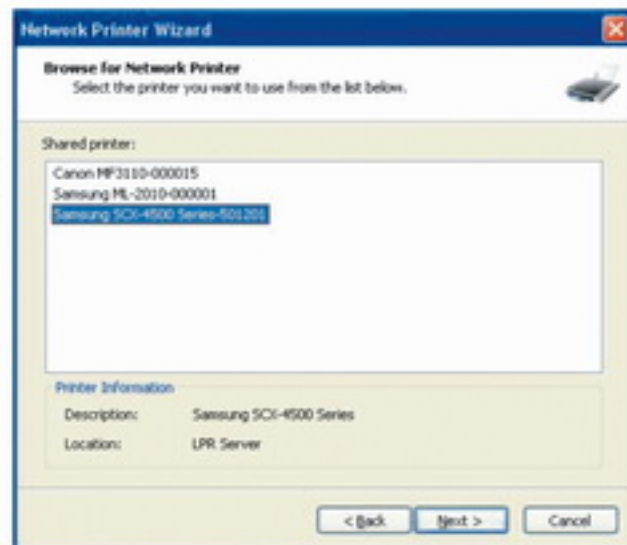 Network Printer Wizard
Browse for Network Printer
Select the printer you want to use from the list below.
Shared printer:
Canon MF3110-000015
Samsung ML-2010-000001
Samsung SCX-4500 Series-501201
Printer Information
Description: Samsung SCX-4500 Series
Location: LPR Server
< Back Next > Cancel